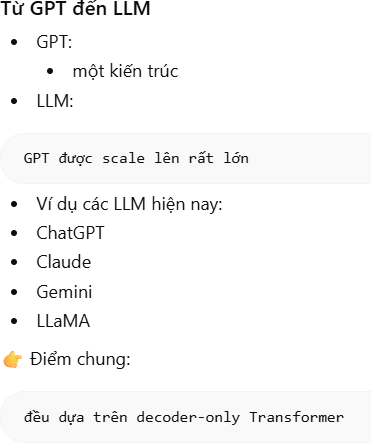 Từ GPT đến LLM
• GPT:
• một kiến trúc
• LLM:
GPT được scale lên rất lớn
• Ví dụ các LLM hiện nay:
• ChatGPT
• Claude
• Gemini
• LLaMA
👉 Điểm chung:
đều dựa trên decoder-only Transformer